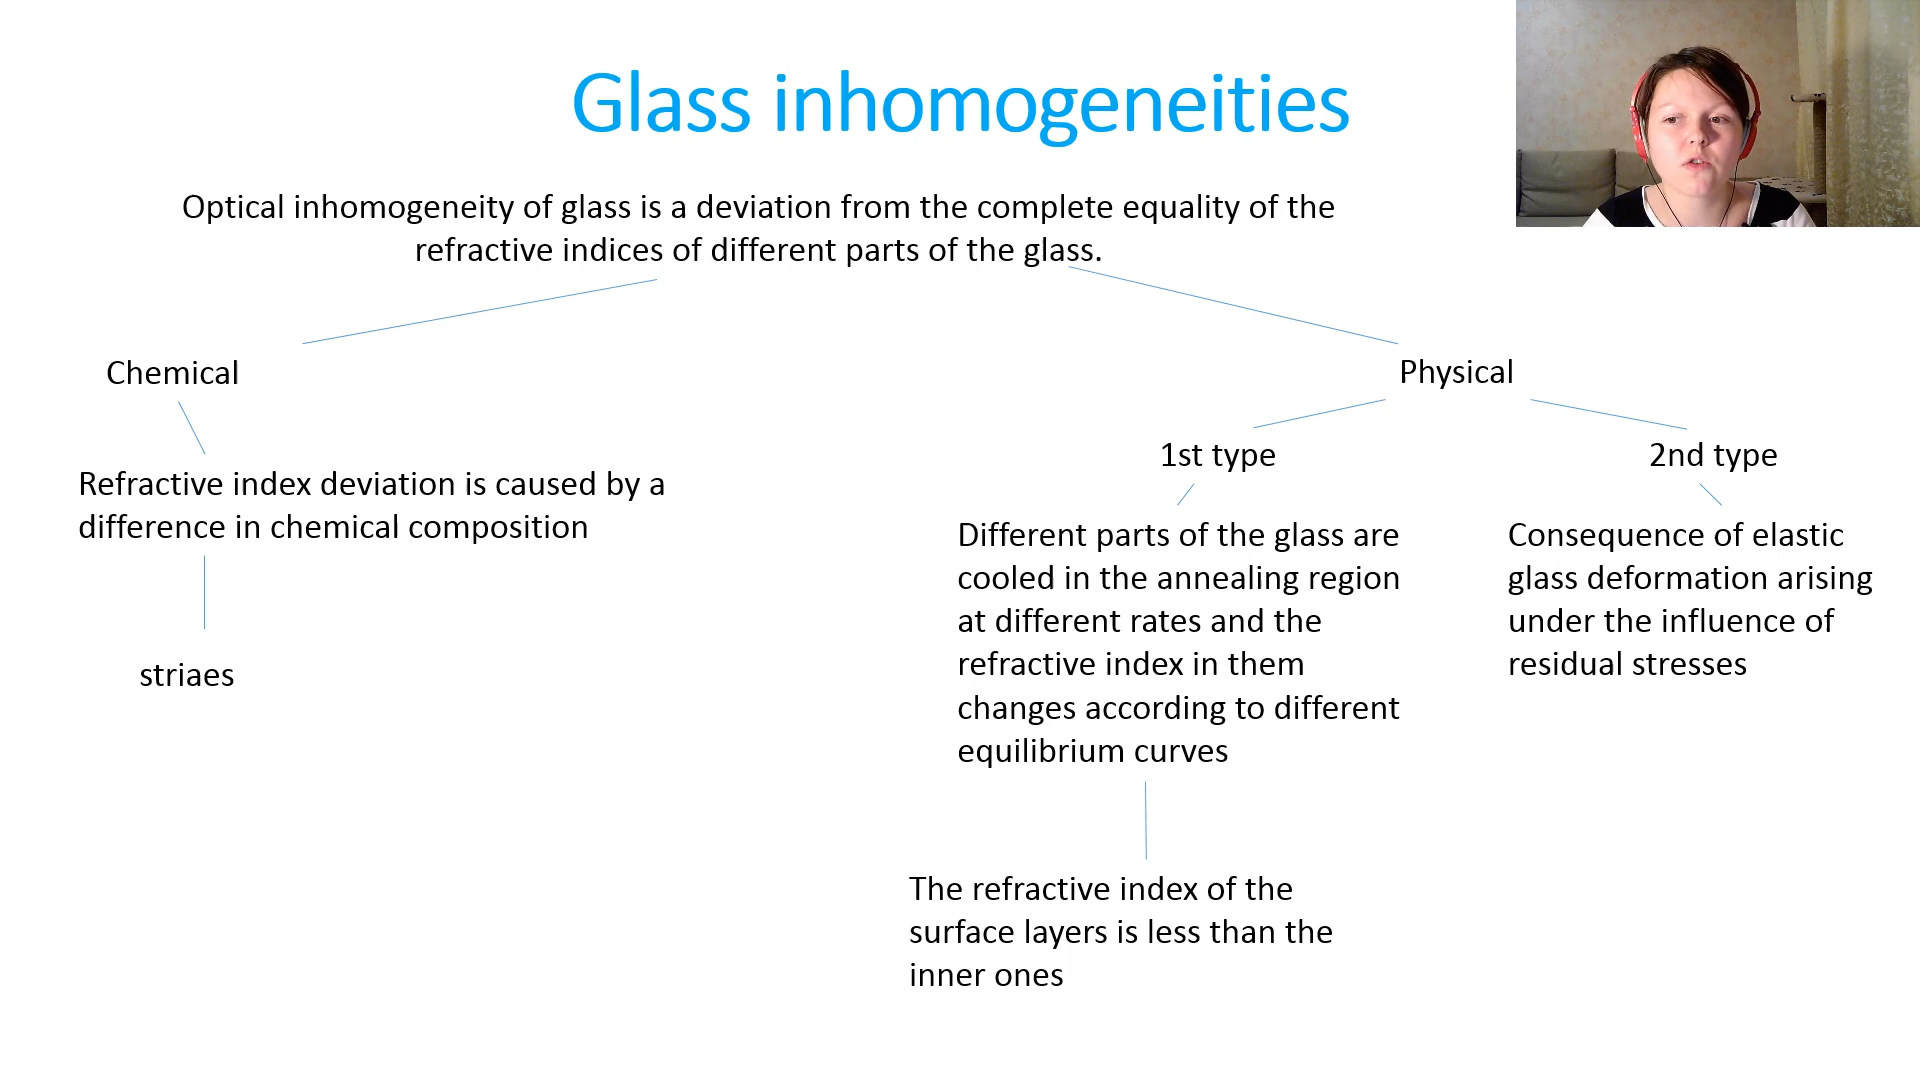 Glass inhomogeneities
Optical inhomogeneity of glass is a deviation from the complete equality of the
refractive indices of different parts of the glass.
Chemical
Refractive index deviation is caused by a
difference in chemical composition
striaes
Physical
1st type
Different parts of the glass are
cooled in the annealing region
at different rates and the
refractive index in them
changes according to different
equilibrium curves
The refractive index of the
surface layers is less than the
inner ones
2nd type
Consequence of elastic
glass deformation arising
under the influence of
residual stresses